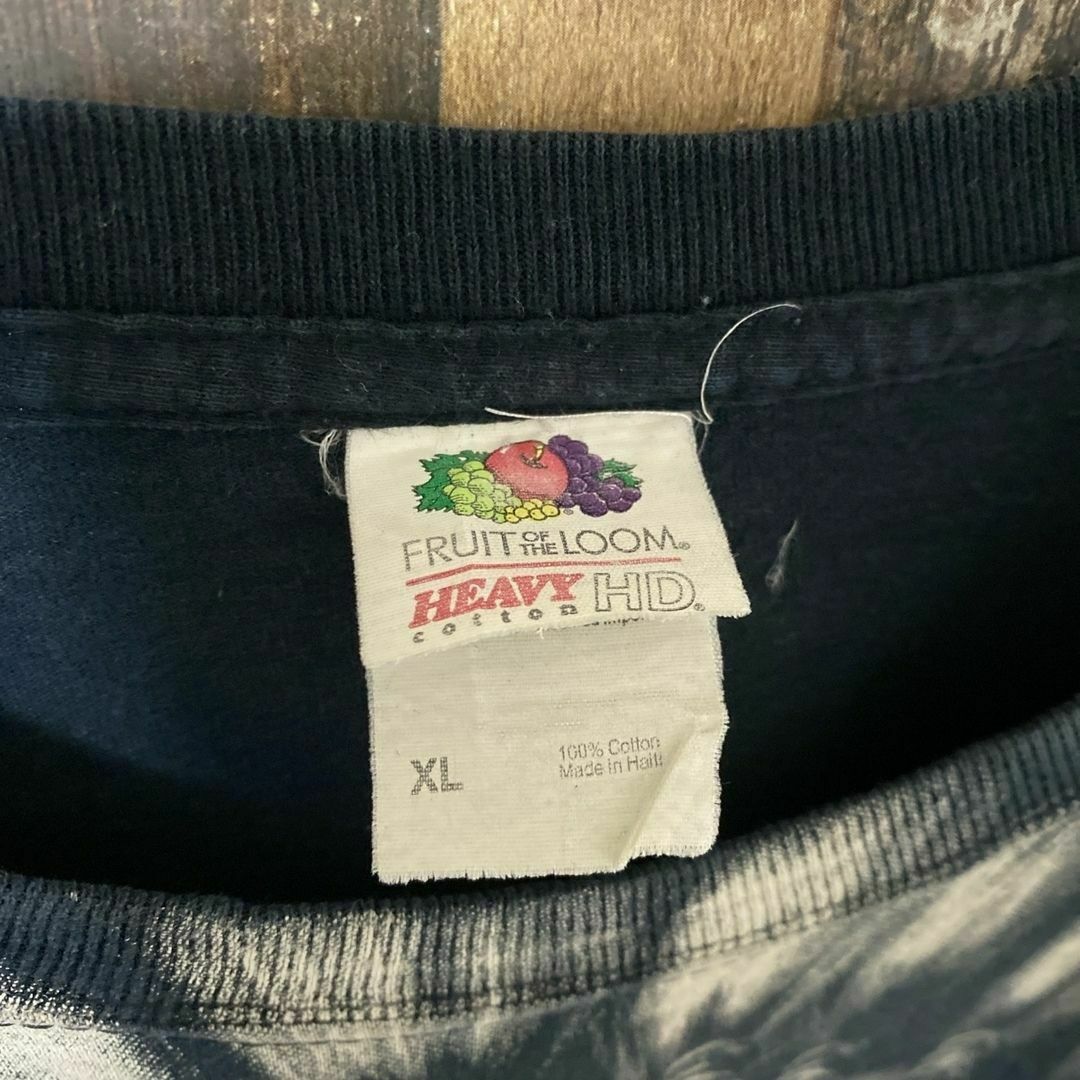 FRUIT OF THE LOOM®
HEAVY
cotton HD®
XL
100% Cotton
Made in Haiti